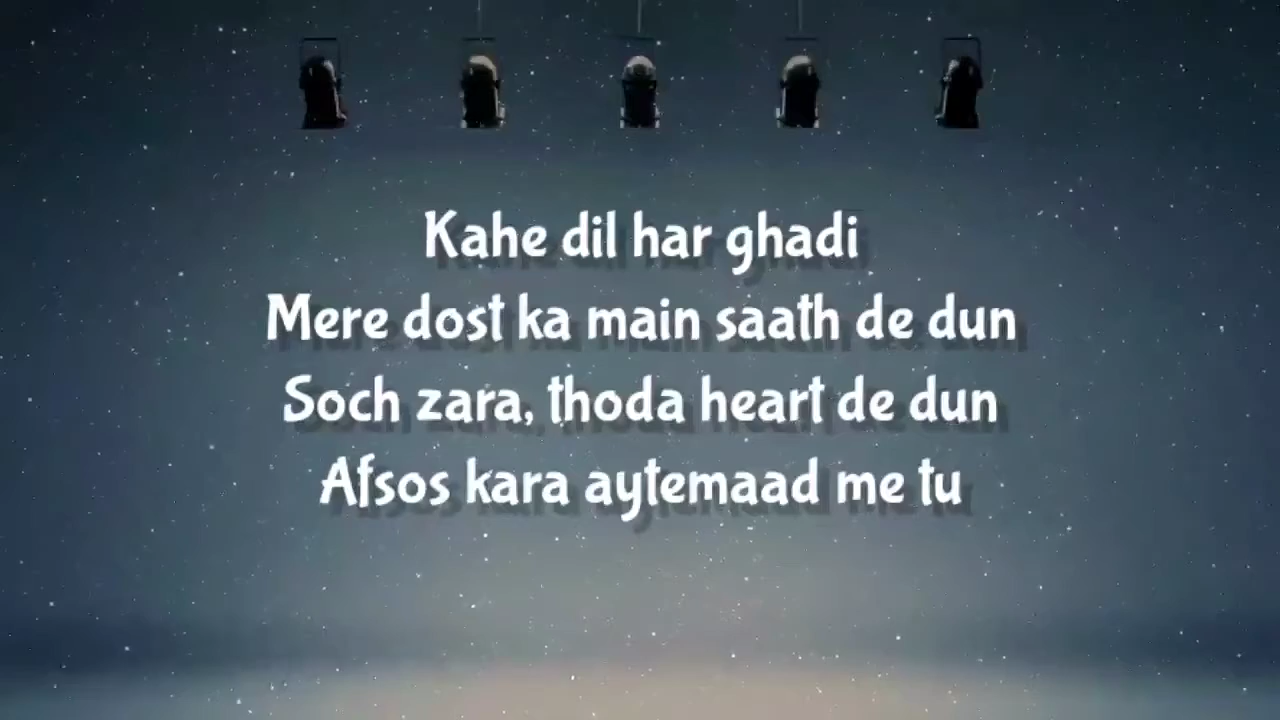 Kahe dil har ghadi
Mere dost ka main saath de dun
Soch zara, thoda heart de dun
Afsos kara aytemaad me tu